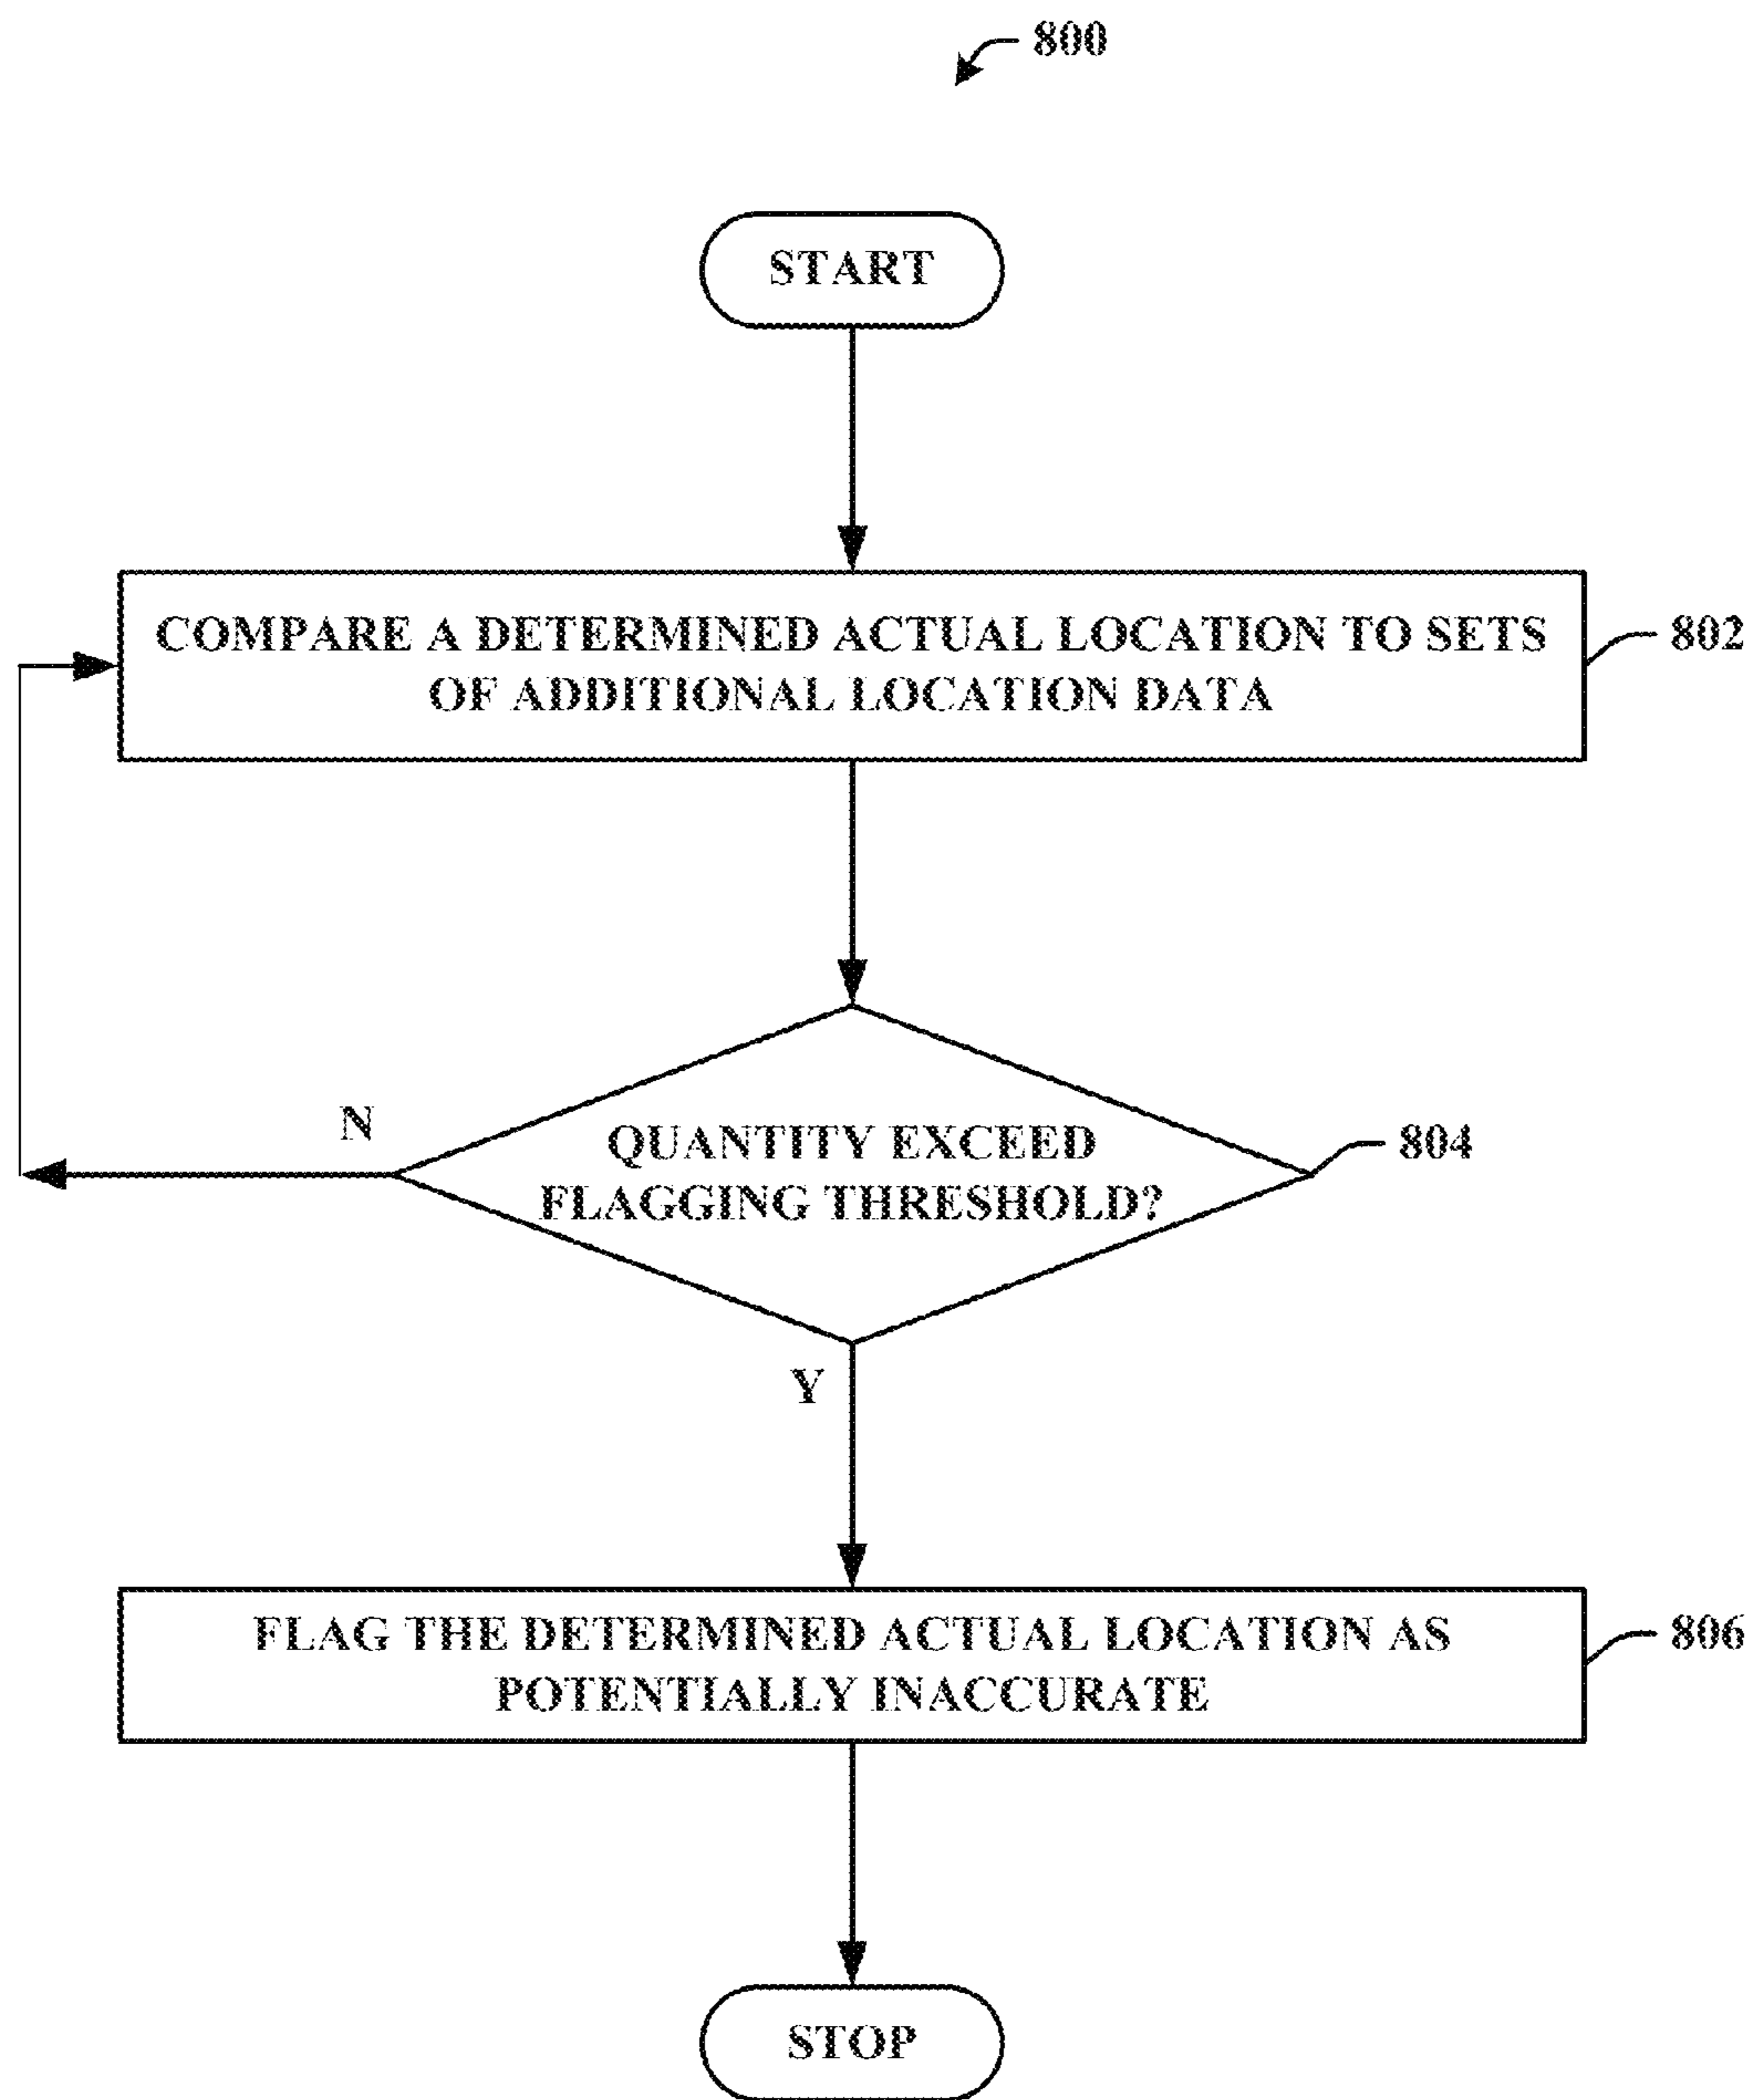 800
START
COMPARE A DETERMINED ACTUAL LOCATION TO SETS
OF ADDITIONAL LOCATION DATA
802
N
QUANTITY EXCEED
FLAGGING THRESHOLD?
804
Y
FLAG THE DETERMINED ACTUAL LOCATION AS
POTENTIALLY INACCURATE
806
STOP